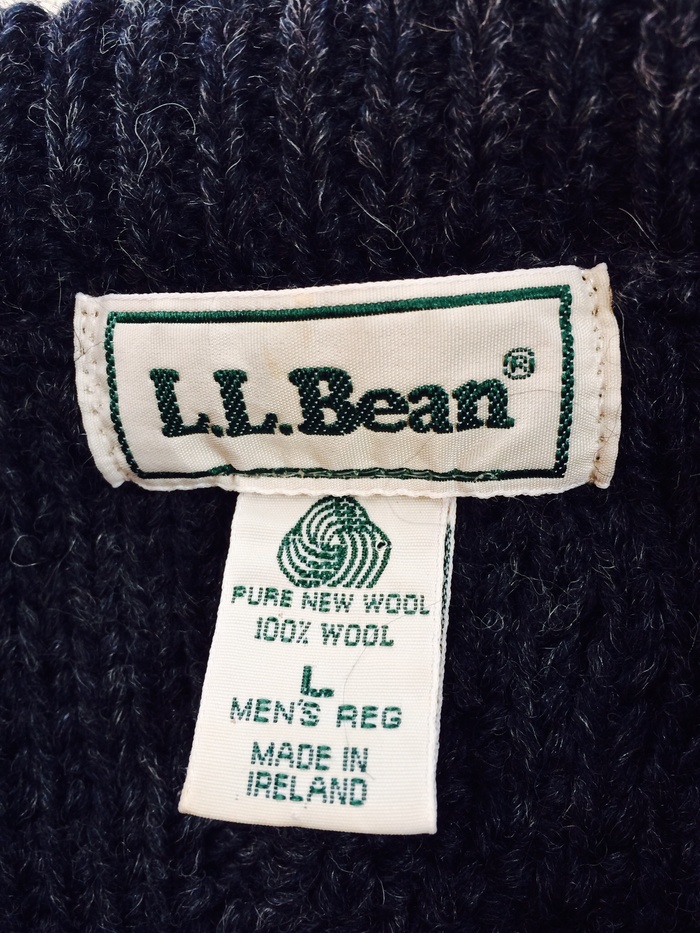 L.L.Bean®
PURE NEW WOOL
100% WOOL
L
MEN'S REG
MADE IN
IRELAND